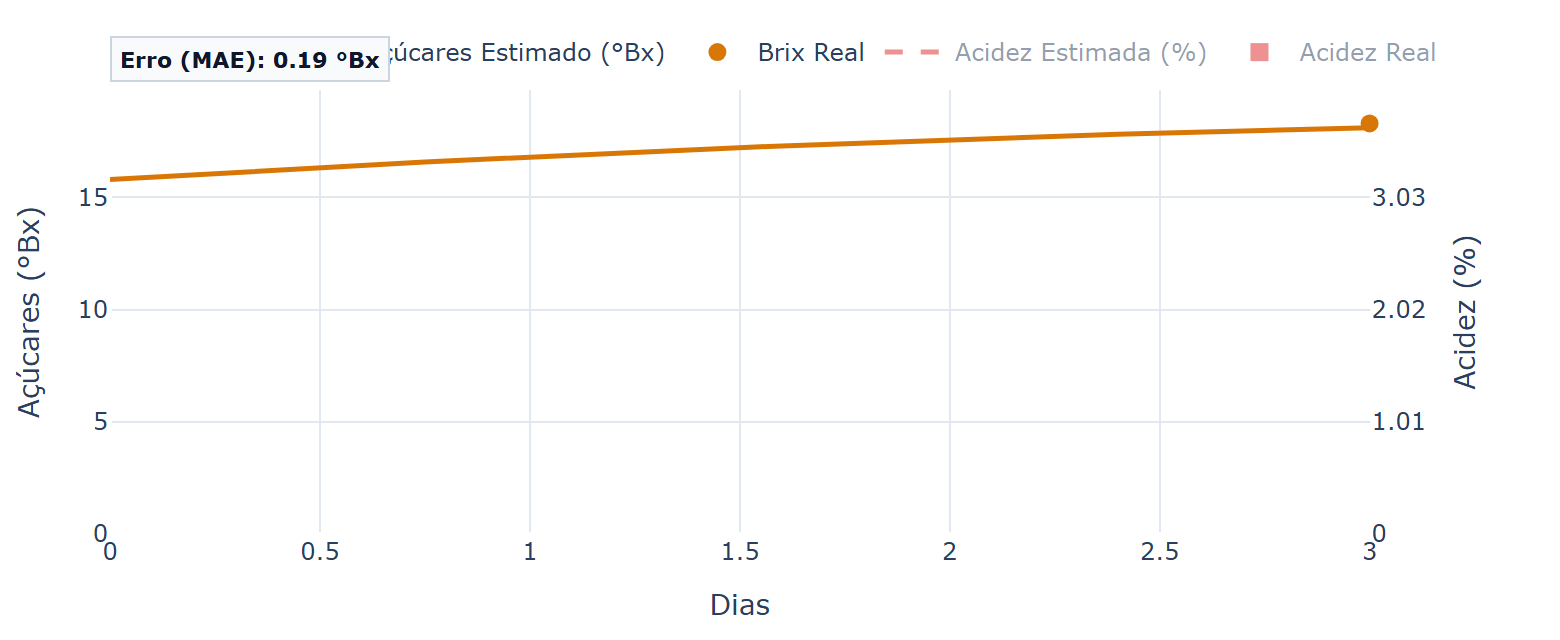 Erro (MAE): 0.19 °Bx
çúcares Estimado (°Bx)
Brix Real
Acidez Estimada (%)
Acidez Real
Açúcares (°Bx)
15
10
5
0
3.03
2.02
1.01
0
Acidez (%)
0
0.5
1
1.5
2
2.5
3
Dias